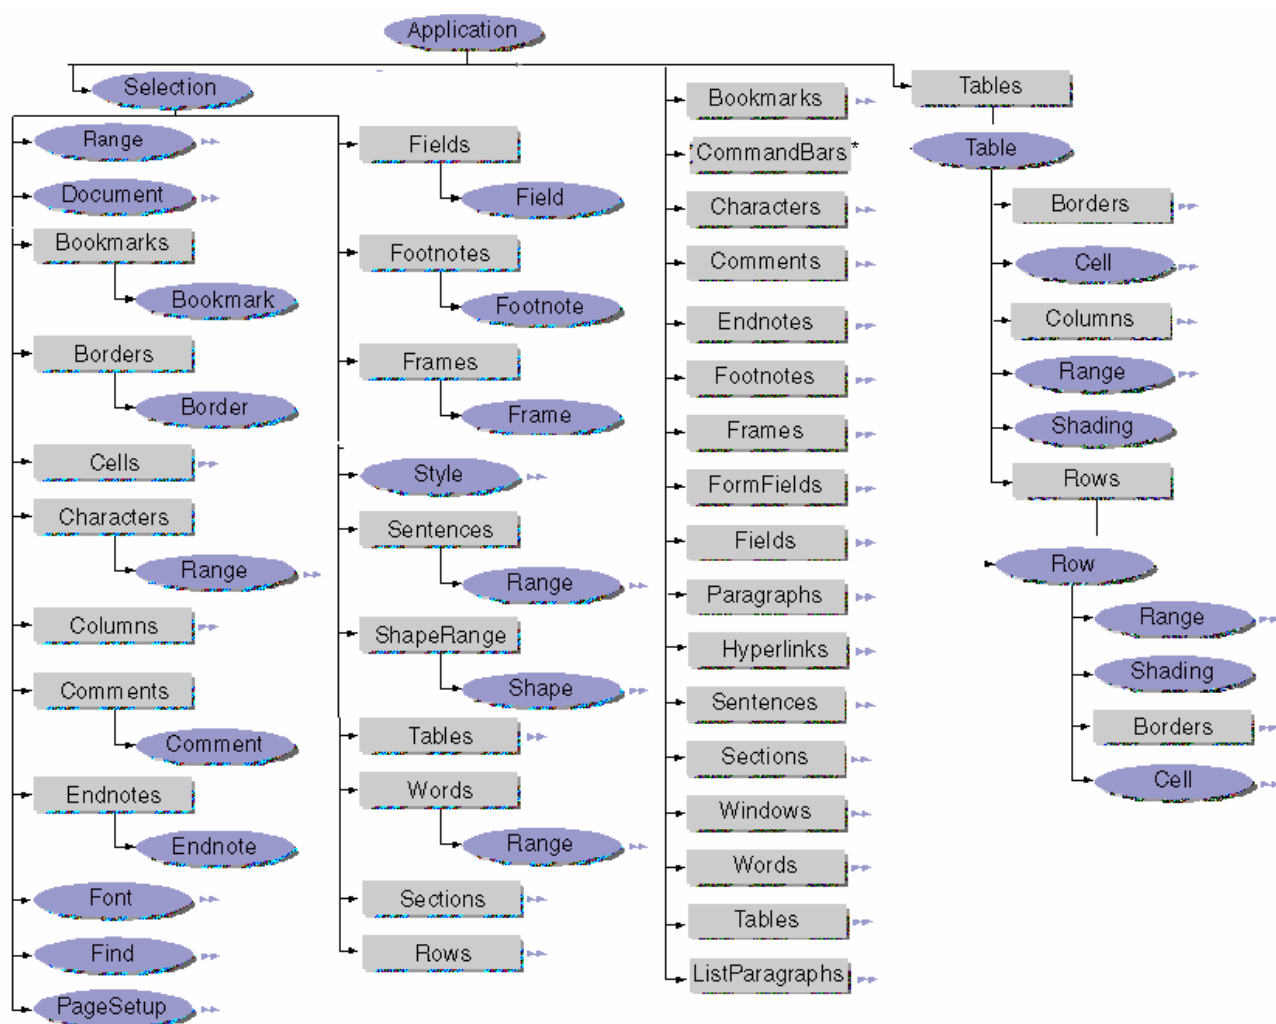 Application
Selection
Range
Document
Bookmarks
Bookmark
Borders
Border
Cells
Characters
Range
Columns
Comments
Comment
Endnotes
Endnote
Font
Find
PageSetup
Fields
Field
Footnotes
Footnote
Frames
Frame
Style
Sentences
Range
ShapeRange
Shape
Tables
Words
Range
Sections
Rows
Bookmarks
CommandBars*
Characters
Comments
Endnotes
Footnotes
Frames
FormFields
Fields
Paragraphs
Hyperlinks
Sentences
Sections
Windows
Words
Tables
ListParagraphs
Tables
Table
Borders
Cell
Columns
Range
Shading
Rows
Row
Range
Shading
Borders
Cell